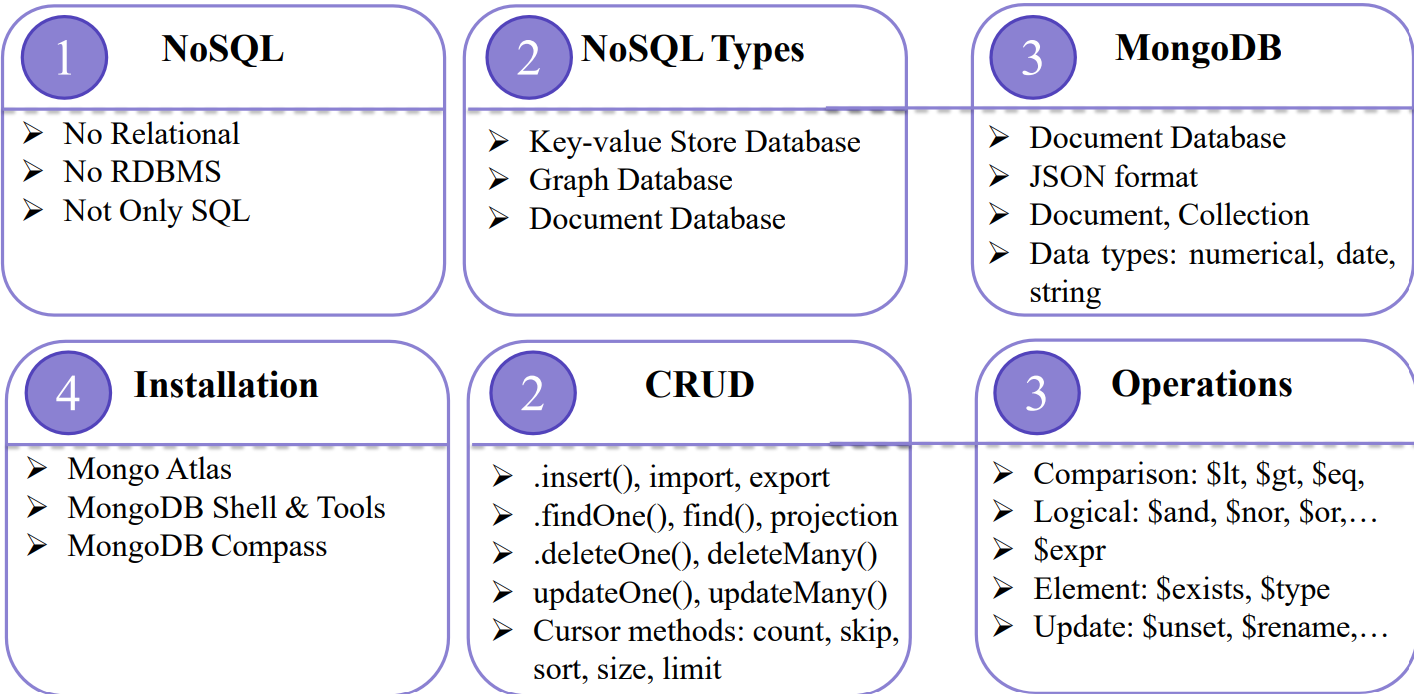 1
NoSQL
No Relational
No RDBMS
Not Only SQL
2
NoSQL Types
Key-value Store Database
Graph Database
Document Database
3
MongoDB
Document Database
JSON format
Document, Collection
Data types: numerical, date,
string
4
Installation
Mongo Atlas
MongoDB Shell & Tools
MongoDB Compass
2
CRUD
.insert(), import, export
.findOne(), find(), projection
.deleteOne(), deleteMany()
updateOne(), updateMany()
Cursor methods: count, skip,
sort, size, limit
3
Operations
Comparison: $lt, $gt, $eq,
Logical: $and, $nor, $or,…
$expr
Element: $exists, $type
Update: $unset, $rename,…